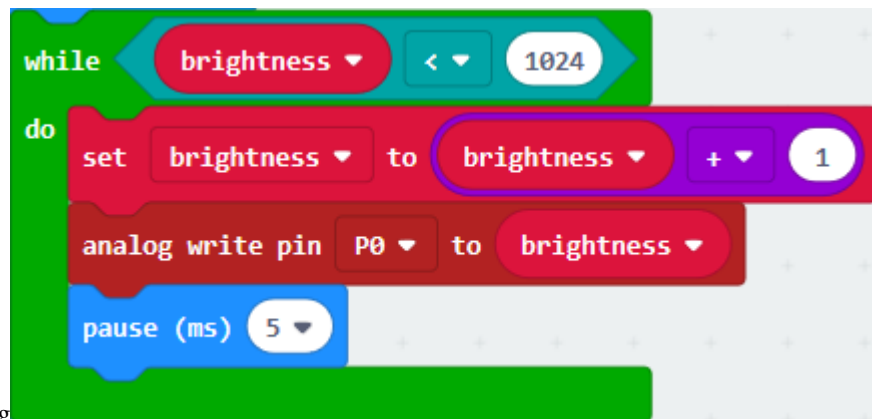 while brightness < 1024
do
set brightness to brightness + 1
analog write pin P0 to brightness
pause (ms) 5
g